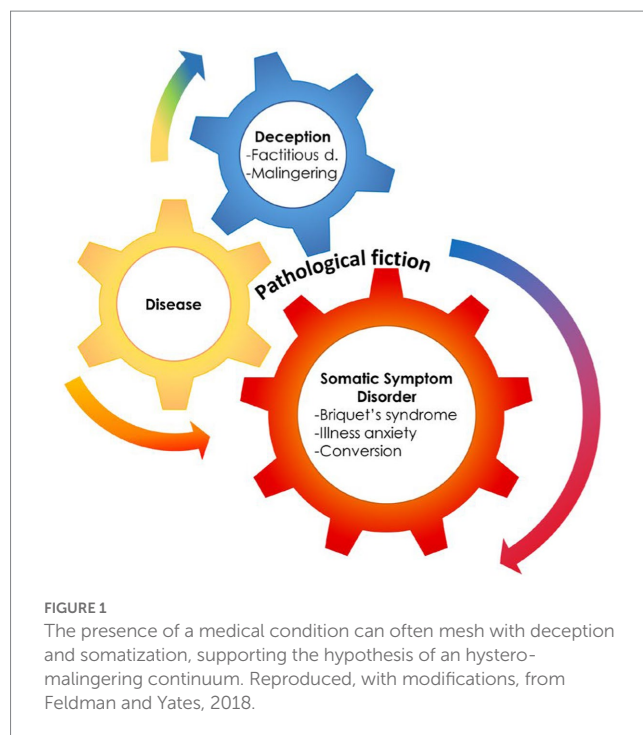 Deception
-Factitious d.
-Malingering
Pathological fiction
Disease
Somatic Symptom
Disorder
-Briquet's syndrome
-Illness anxiety
-Conversion
FIGURE 1
The presence of a medical condition can often mesh with deception
and somatization, supporting the hypothesis of an hystero-
malingering continuum. Reproduced, with modifications, from
Feldman and Yates, 2018.